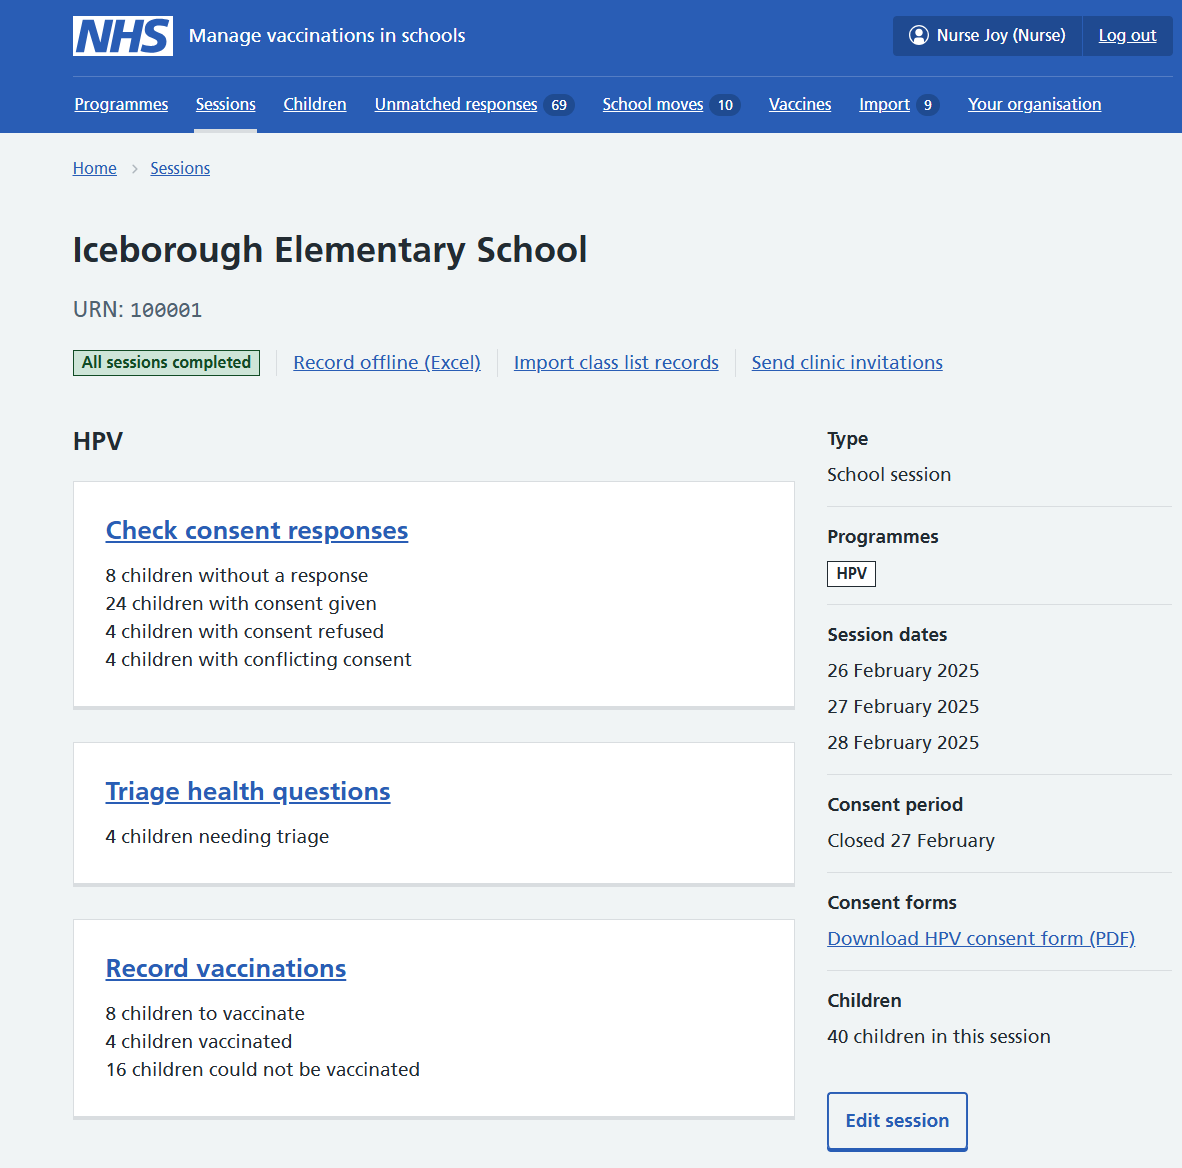 NHS Manage vaccinations in schools
Nurse Joy (Nurse) Log out
Programmes Sessions Children Unmatched responses 69 School moves 10 Vaccines Import 9 Your organisation
Home › Sessions
Iceborough Elementary School
URN: 100001
All sessions completed Record offline (Excel) Import class list records Send clinic invitations
HPV
Check consent responses
8 children without a response
24 children with consent given
4 children with consent refused
4 children with conflicting consent
Triage health questions
4 children needing triage
Record vaccinations
8 children to vaccinate
4 children vaccinated
16 children could not be vaccinated
Type
School session
Programmes
HPV
Session dates
26 February 2025
27 February 2025
28 February 2025
Consent period
Closed 27 February
Consent forms
Download HPV consent form (PDF)
Children
40 children in this session
Edit session